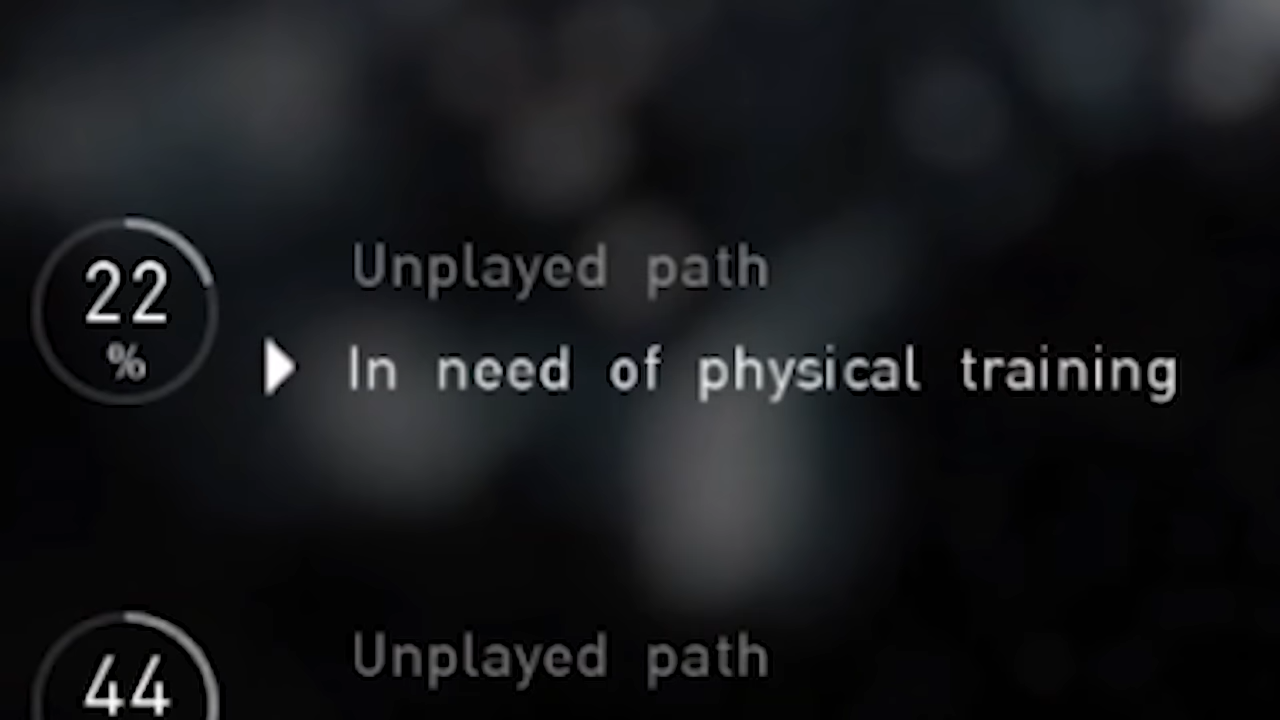 Unplayed path
22
%
In need of physical training
Unplayed path
44